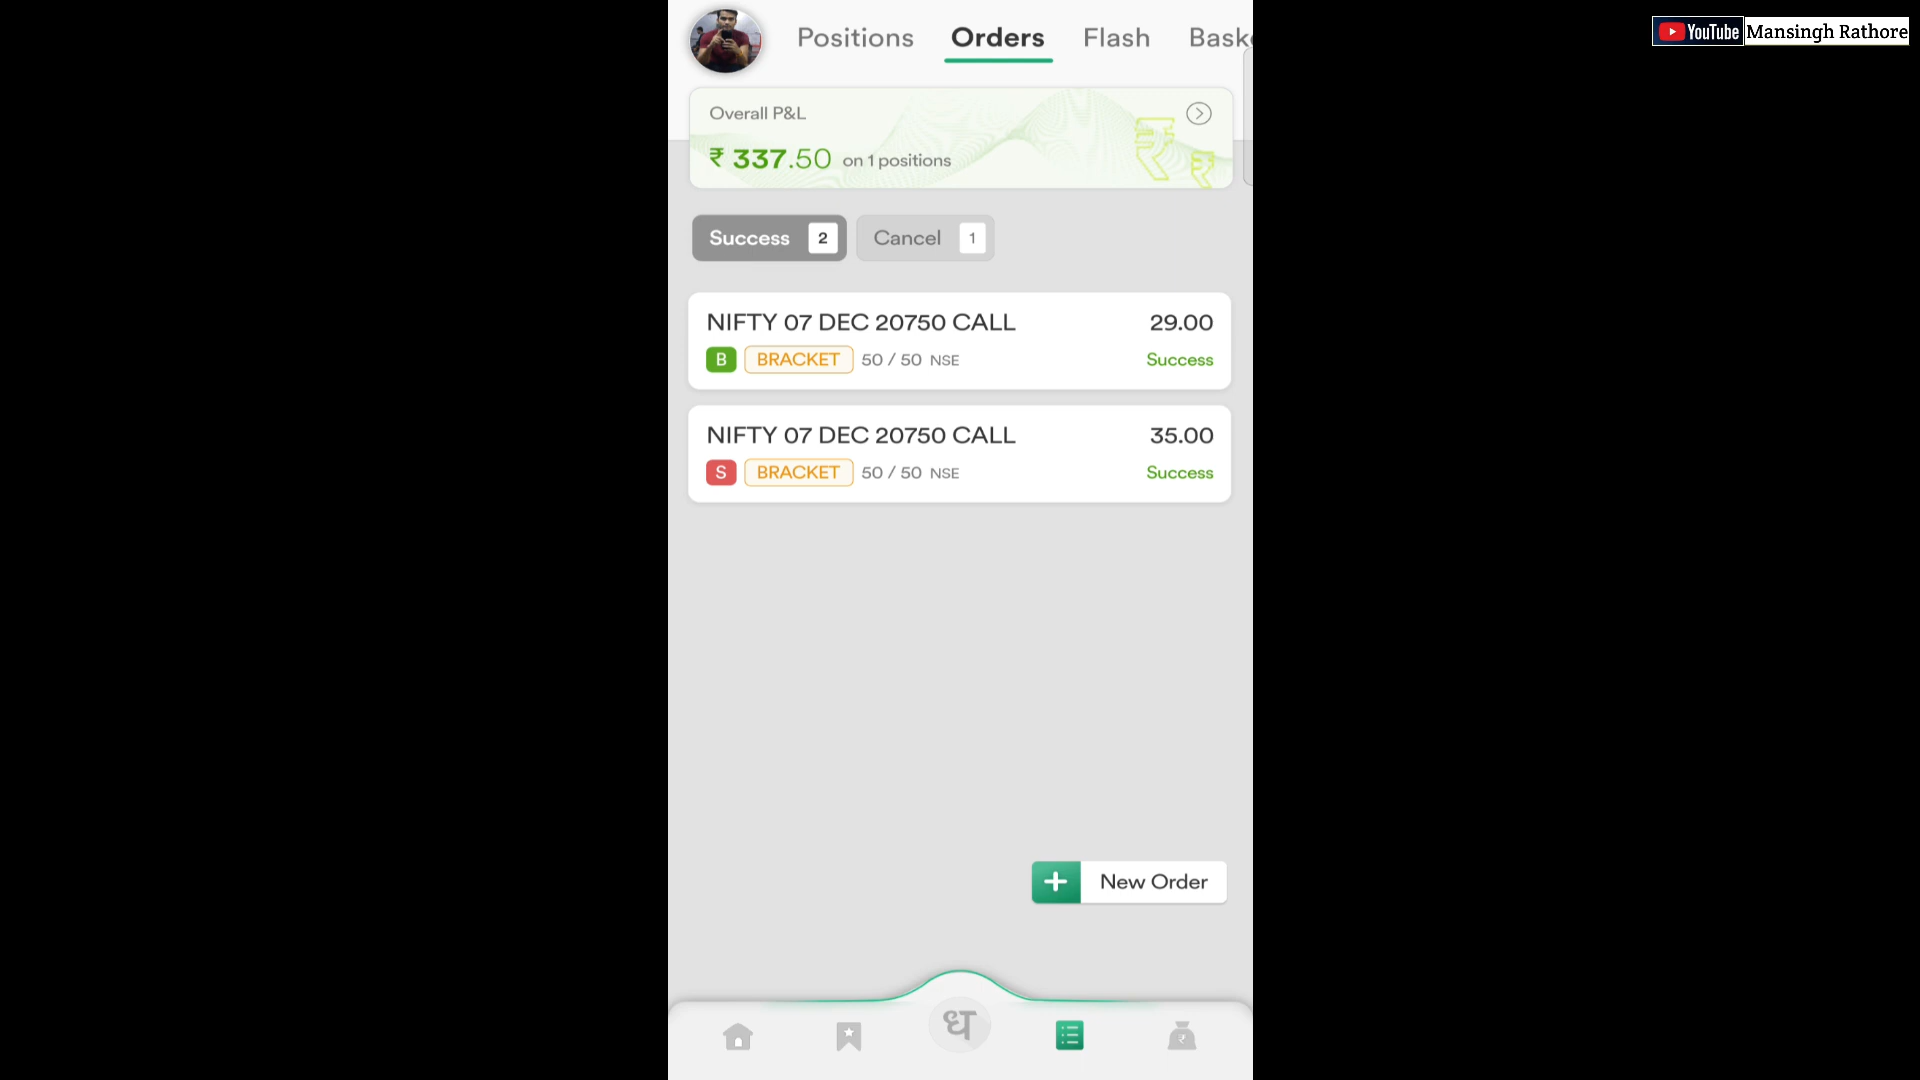 YouTube Mansingh Rathore
Positions Orders Flash Bask
Overall P&L
₹ 337.50 on 1 positions
Success 2 Cancel 1
NIFTY 07 DEC 20750 CALL 29.00
B BRACKET 50 / 50 NSE Success
NIFTY 07 DEC 20750 CALL 35.00
S BRACKET 50 / 50 NSE Success
+ New Order
ध